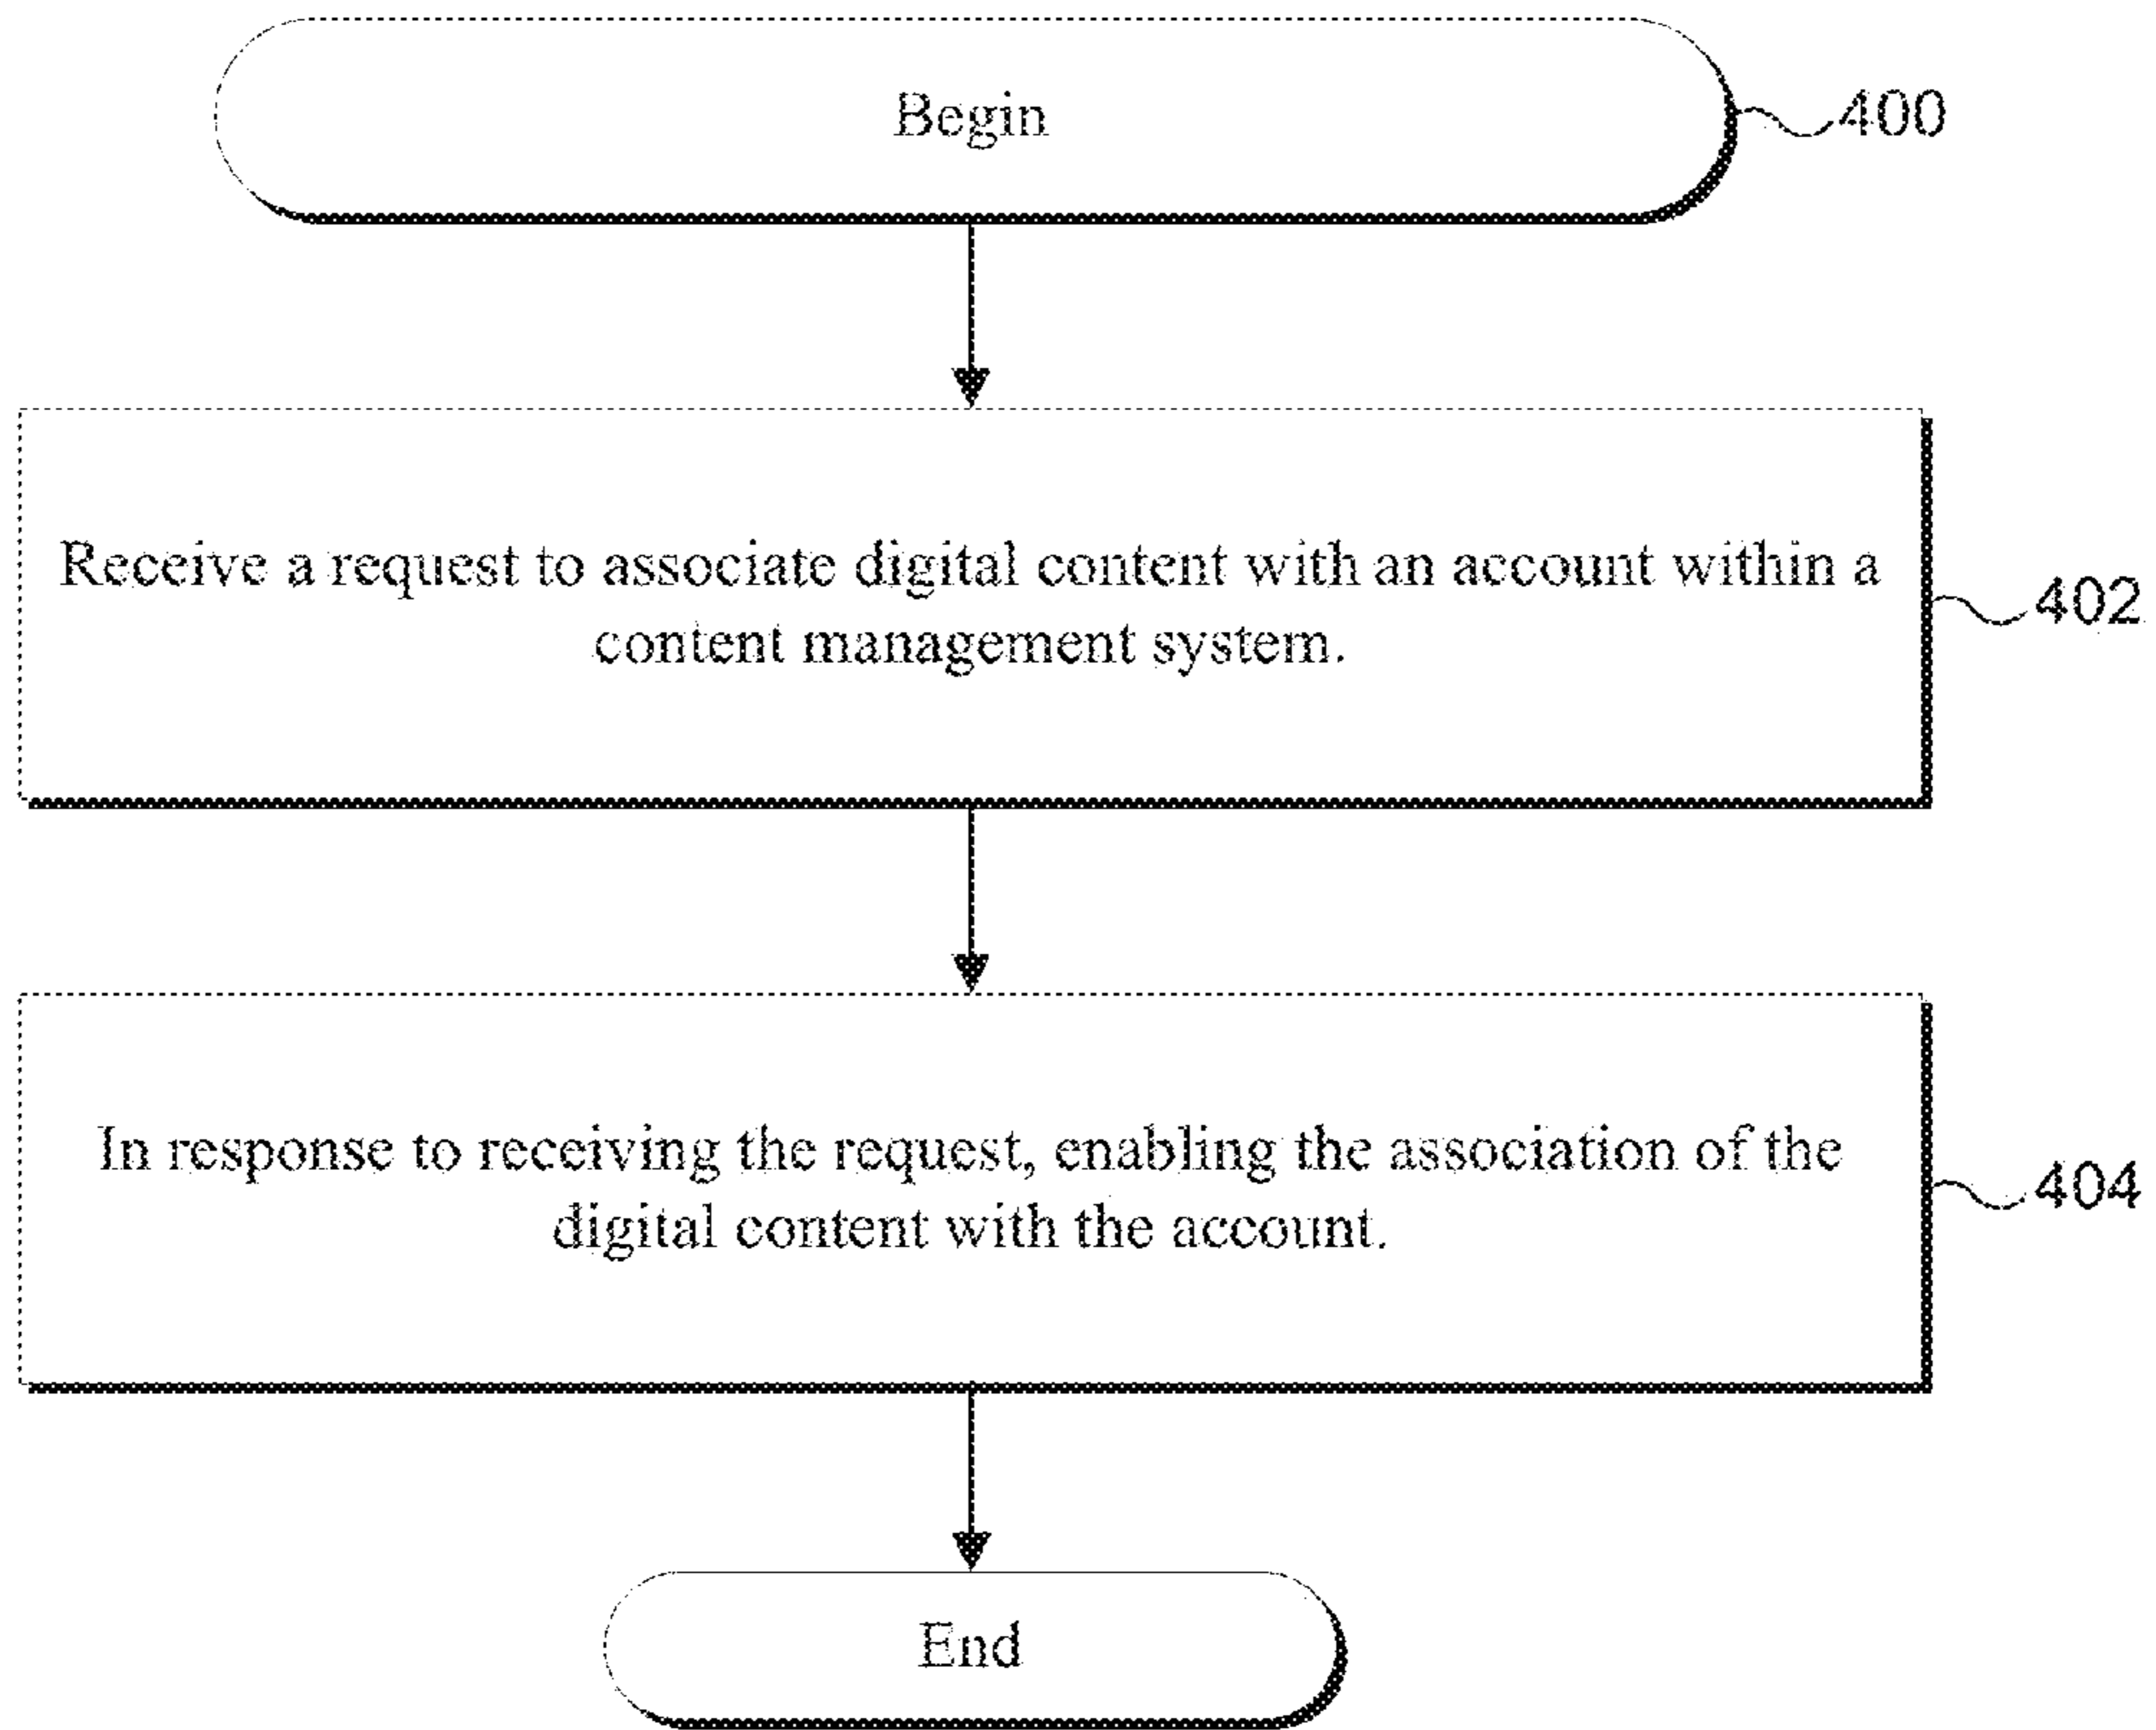 Begin
400
Receive a request to associate digital content with an account within a
content management system.
402
In response to receiving the request, enabling the association of the
digital content with the account.
404
End